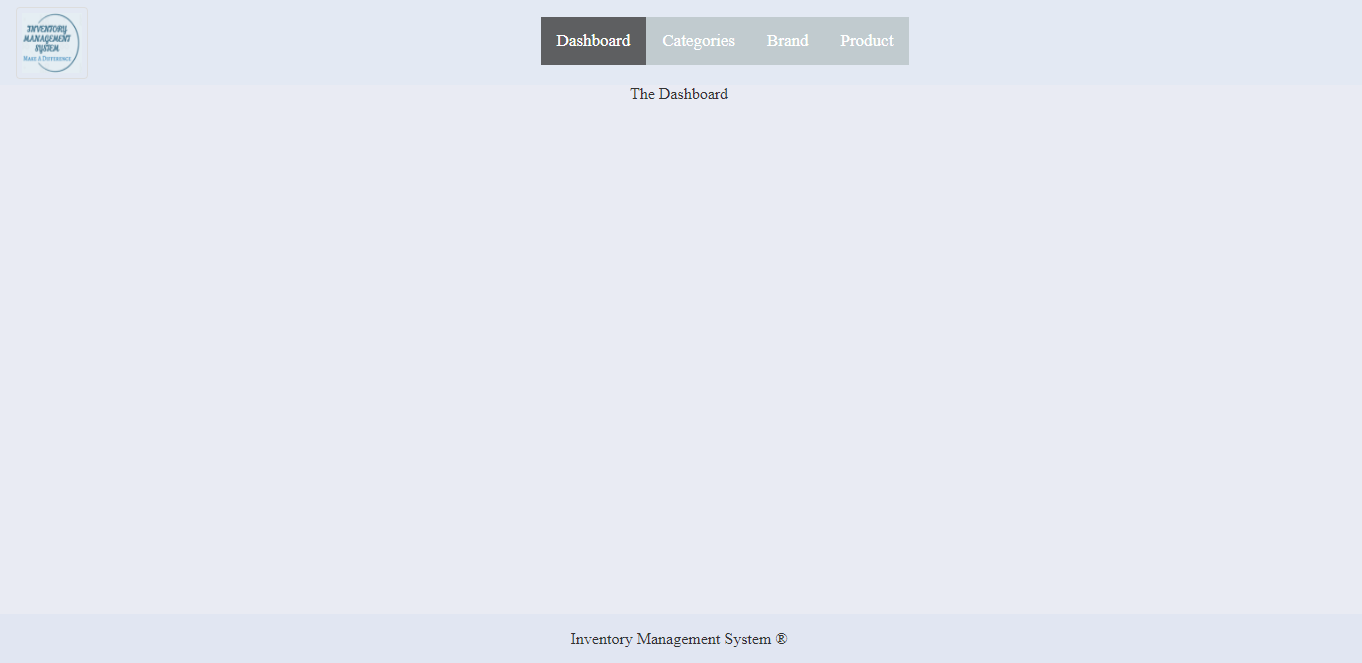 INVENTORY
MANAGEMENT
SYSTEM
MAKE A DIFFERENCE
Dashboard Categories Brand Product
The Dashboard
Inventory Management System ®